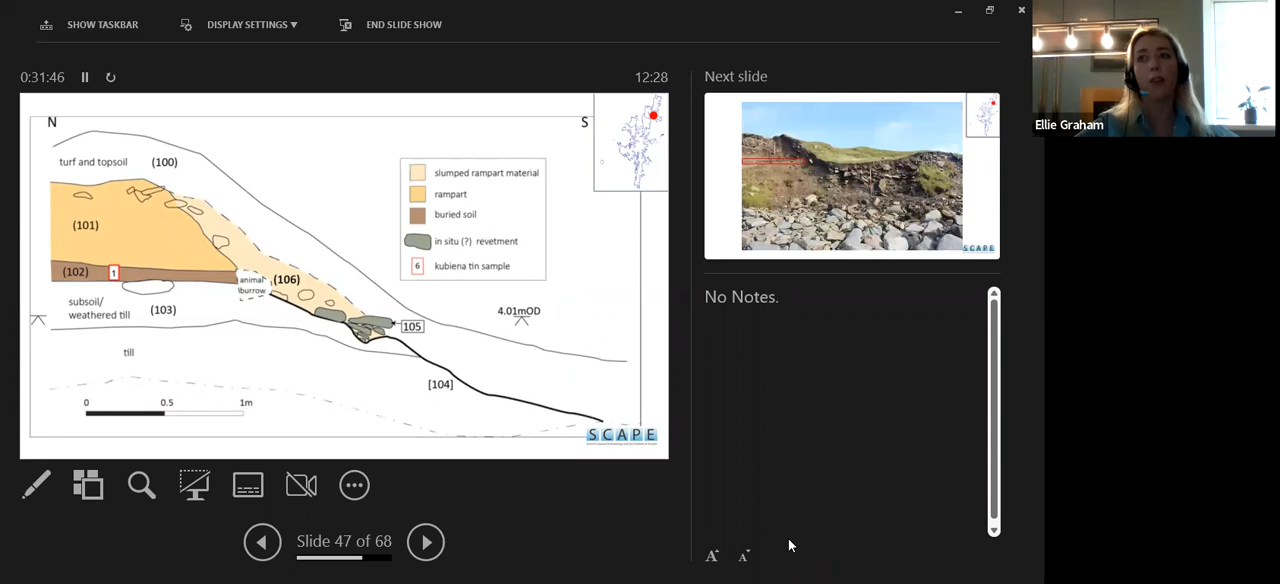 SHOW TASKBAR
DISPLAY SETTINGS ▾
END SLIDE SHOW
0:31:46
12:28
Next slide
N
S
turf and topsoil
(100)
(101)
(102)
1
subsoil/
weathered till
(103)
till
animal
burrow
(106)
105
[104]
4.01mOD
slumped rampart material
rampart
buried soil
in situ (?) revetment
6
kubiena tin sample
0
0.5
1m
SCAPE
SCAPE
No Notes.
Slide 47 of 68
A
A
Ellie Graham